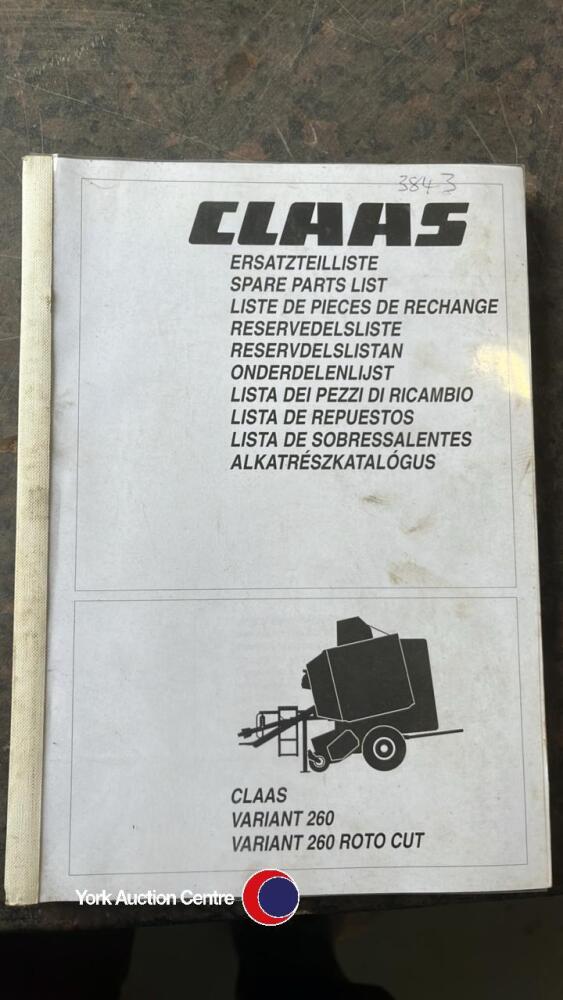 3843
CLAAS
ERSATZTEILLISTE
SPARE PARTS LIST
LISTE DE PIECES DE RECHANGE
RESERVEDELSLISTE
RESERVDELSLISTAN
ONDERDELENLIJST
LISTA DEI PEZZI DI RICAMBIO
LISTA DE REPUESTOS
LISTA DE SOBRESSALENTES
ALKATRÉSZKATALÓGUS
CLAAS
VARIANT 260
VARIANT 260 ROTO CUT
York Auction Centre